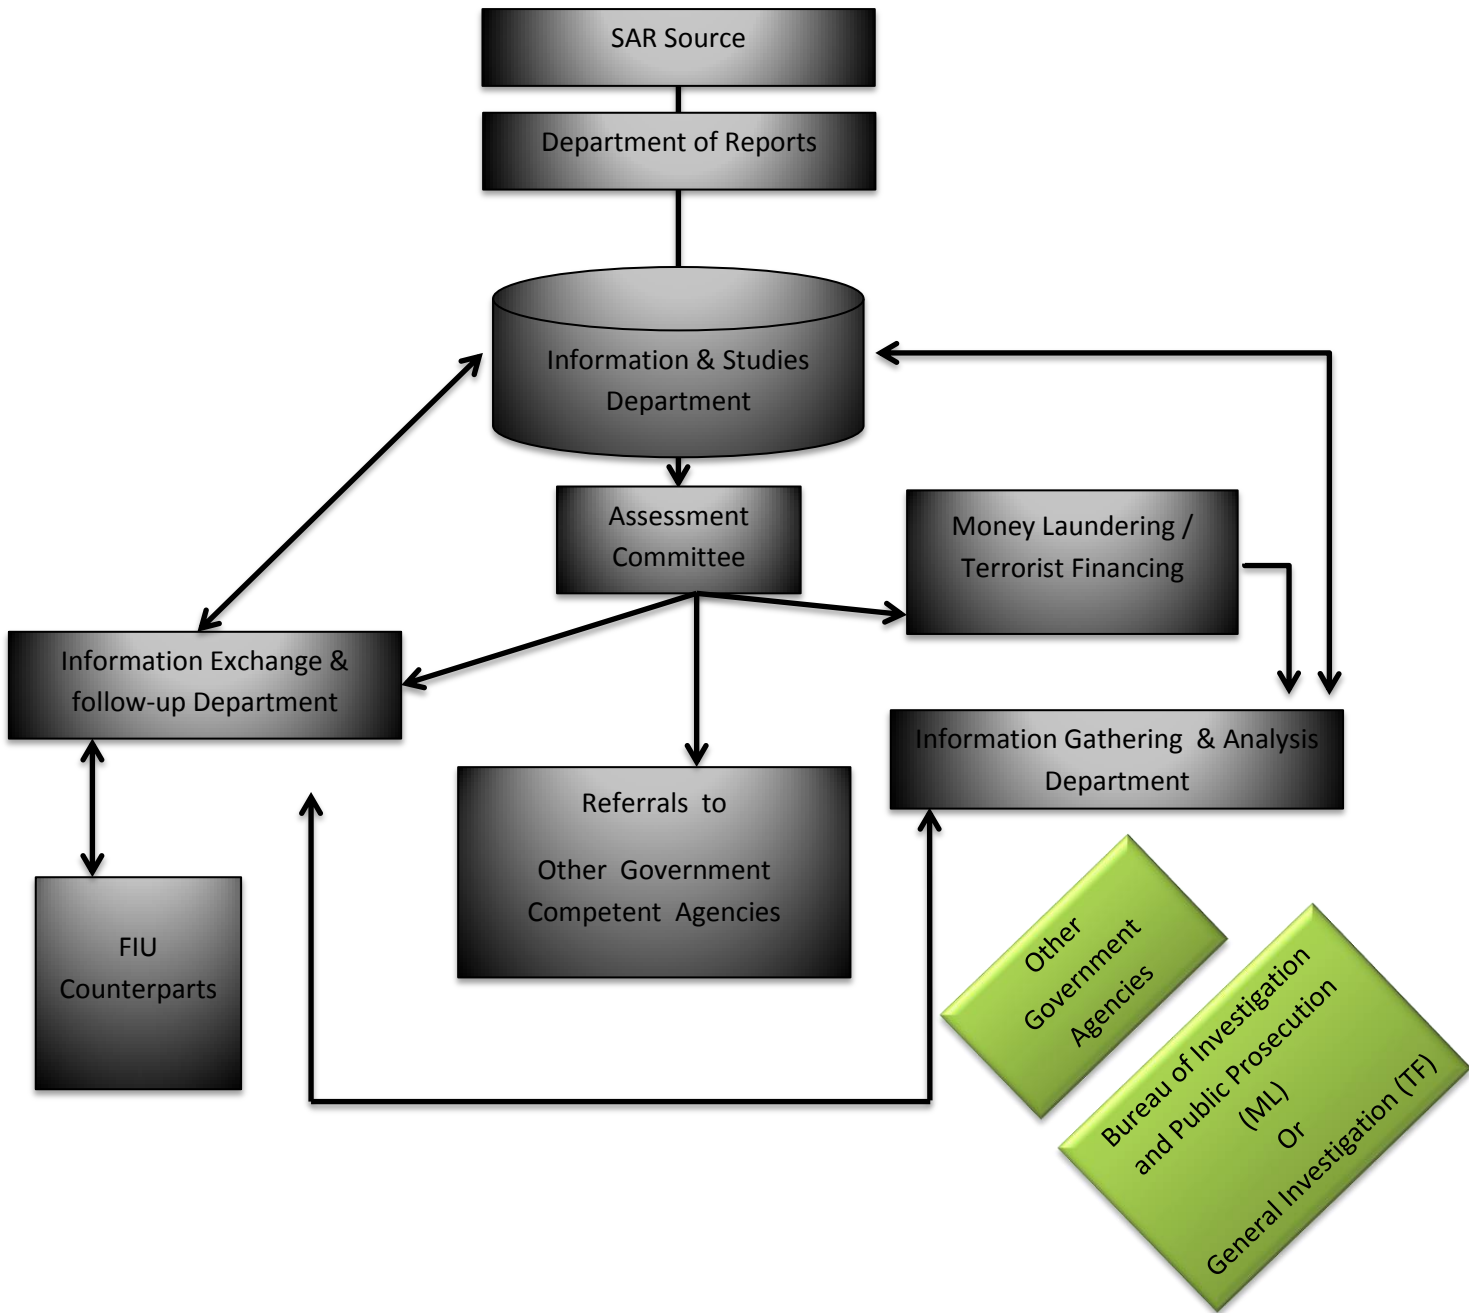 SAR Source
Department of Reports
Information & Studies
Department
Assessment
Committee
Money Laundering /
Terrorist Financing
Information Exchange &
follow-up Department
Information Gathering & Analysis
Department
Referrals to
Other Government
Competent Agencies
FIU
Counterparts
Other
Government
Agencies
Bureau of Investigation
and Public Prosecution
(ML)
Or
General Investigation (TF)